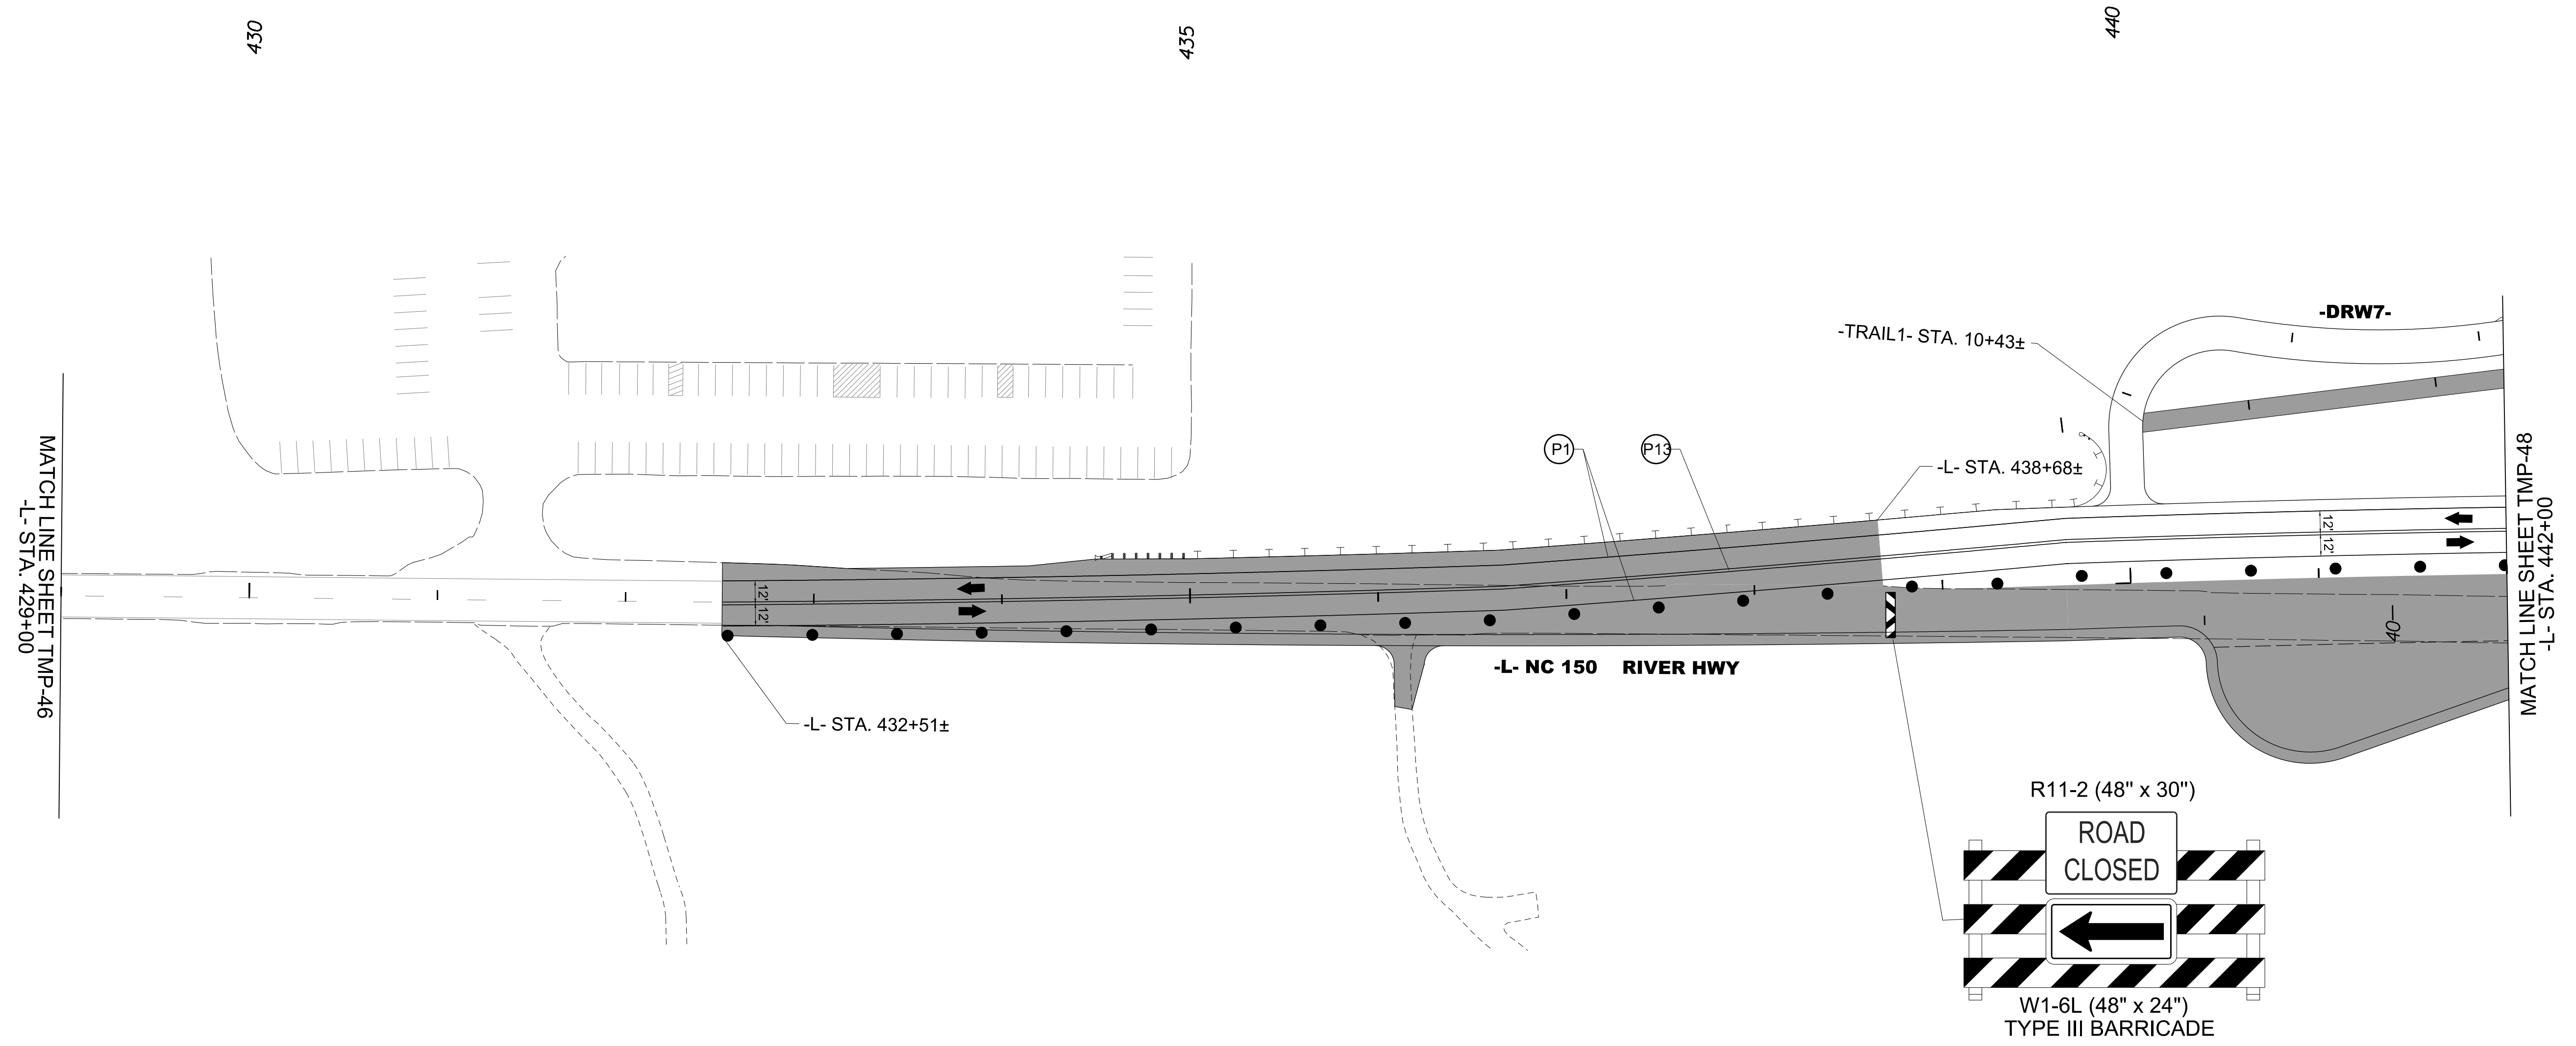 430
435
440
-DRW7-
-TRAIL1- STA. 10+43±
P1
P13
-L- STA. 438+68±
MATCH LINE SHEET TMP-46
-L- STA. 429+00
MATCH LINE SHEET TMP-48
-L- STA. 442+00
12'
12'
12'
12'
40
-L- NC 150 RIVER HWY
-L- STA. 432+51±
R11-2 (48" x 30")
ROAD
CLOSED
W1-6L (48" x 24")
TYPE III BARRICADE